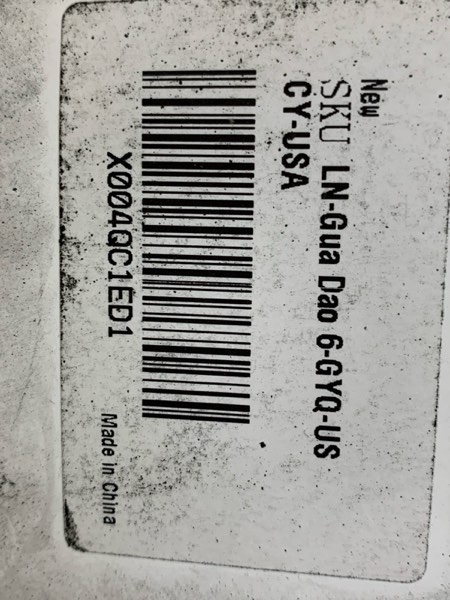 New
SKU LN-Gua Dao 6-GYQ-US
CY-USA
X004QC1ED1
Made in China